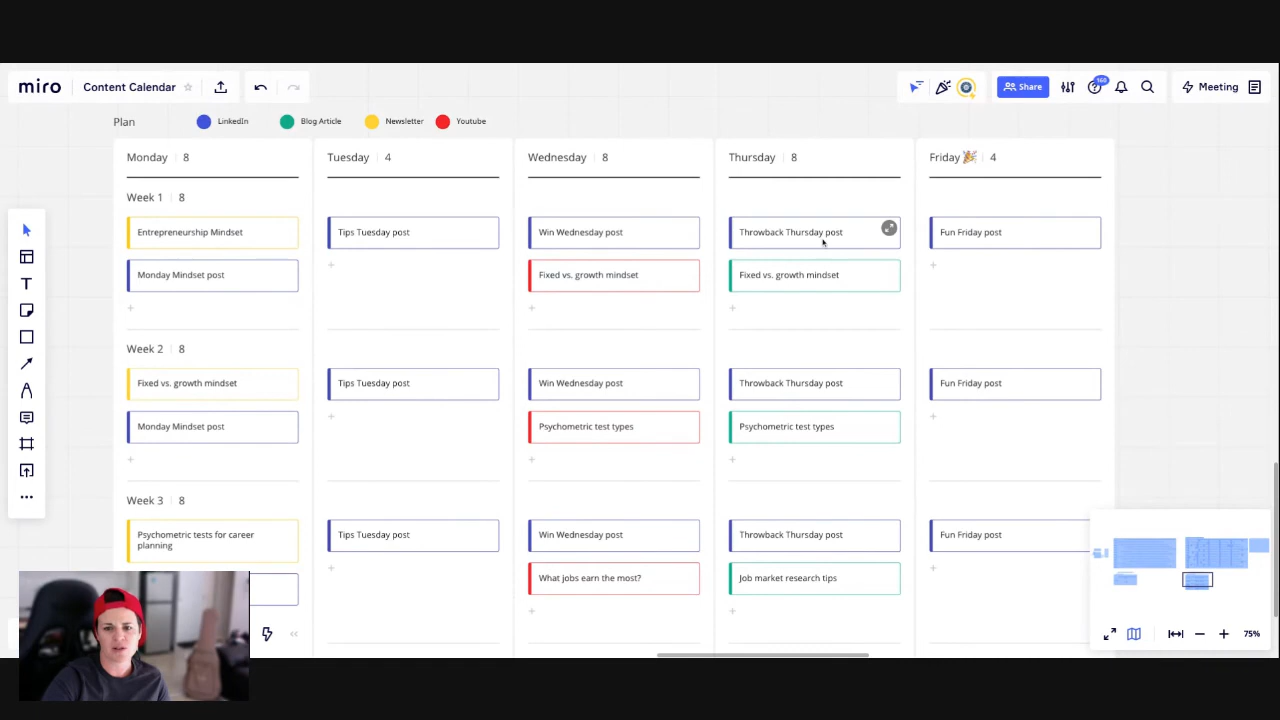 miro
Content Calendar
160
Share
Meeting
Plan
LinkedIn
Blog Article
Newsletter
Youtube
Monday 8
Tuesday 4
Wednesday 8
Thursday 8
Friday 🎉 4
Week 1 8
Entrepreneurship Mindset
Tips Tuesday post
Win Wednesday post
Throwback Thursday post
Fun Friday post
Monday Mindset post
Fixed vs. growth mindset
Fixed vs. growth mindset
Week 2 8
Fixed vs. growth mindset
Tips Tuesday post
Win Wednesday post
Throwback Thursday post
Fun Friday post
Monday Mindset post
Psychometric test types
Psychometric test types
Week 3 8
Psychometric tests for career
planning
Tips Tuesday post
Win Wednesday post
Throwback Thursday post
Fun Friday post
What jobs earn the most?
Job market research tips
75%